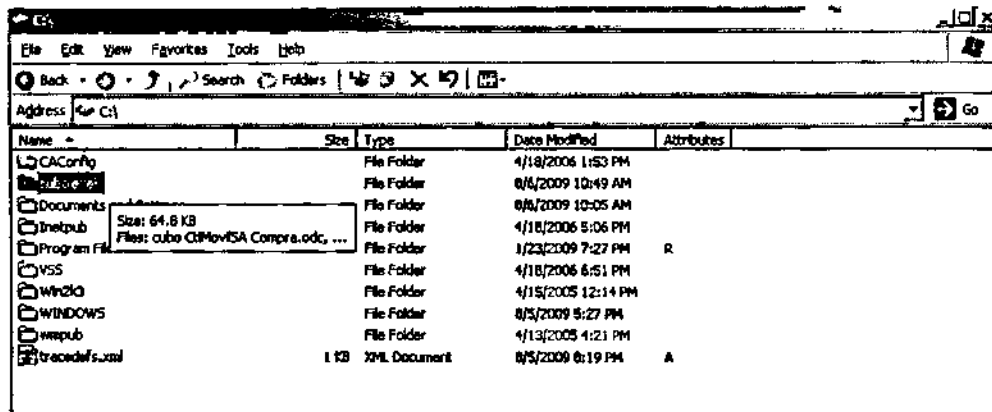 C:\
File Edit View Favorites Tools Help
Back Search Folders
Address C:\ Go
Name Size Type Date Modified Attributes
CAConfig File Folder 4/18/2006 1:53 PM
File Folder 8/6/2009 10:49 AM
Documents File Folder 8/6/2009 10:05 AM
Inetpub File Folder 4/18/2006 5:06 PM
Program File File Folder 1/23/2009 7:27 PM R
VSS File Folder 4/18/2006 6:51 PM
Win2k3 File Folder 4/15/2005 12:14 PM
WINDOWS File Folder 8/5/2009 5:27 PM
wmpub File Folder 4/13/2005 4:21 PM
tracedefs.xml 1 KB XML Document 8/5/2009 8:19 PM A
Size: 64.8 KB
Files: cubo CtlMoviSA Compra.odc, ...